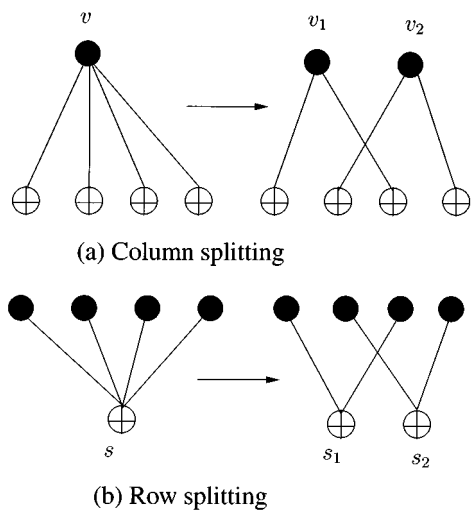 v
v₁ v₂
(a) Column splitting
s
s₁ s₂
(b) Row splitting